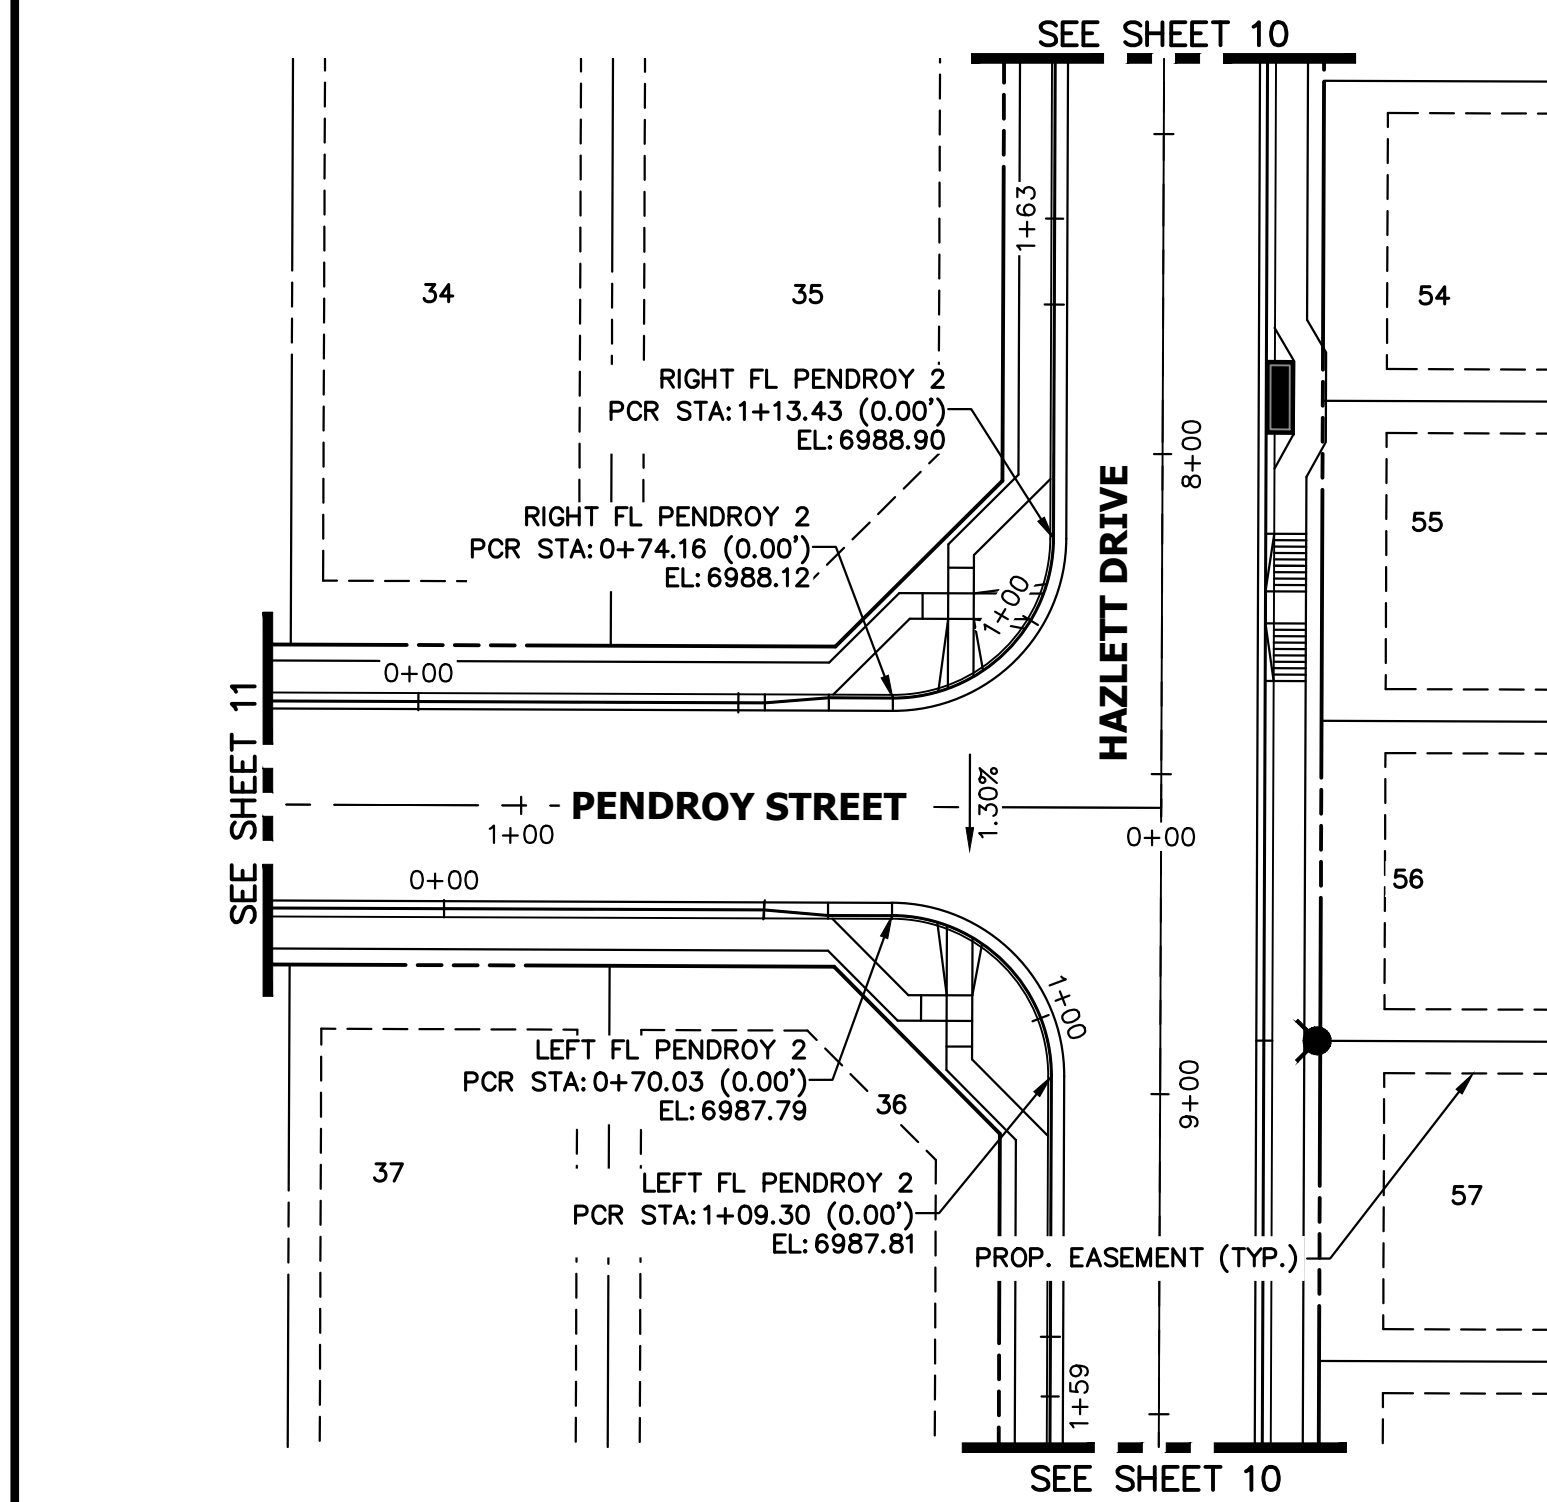 SEE SHEET 10
1+63
34
35
54
RIGHT FL PENDROY 2
PCR STA:1+13.43 (0.00')
EL:6988.90
8+00
HAZLETT DRIVE
55
RIGHT FL PENDROY 2
PCR STA:0+74.16 (0.00')
EL:6988.12
1+00
0+00
SEE SHEET 11
PENDROY STREET
1.30%
1+00
0+00
0+00
56
1+00
LEFT FL PENDROY 2
PCR STA:0+70.03 (0.00')
EL:6987.79
36
9+00
37
LEFT FL PENDROY 2
PCR STA:1+09.30 (0.00')
EL:6987.81
57
PROP. EASEMENT (TYP.)
1+59
SEE SHEET 10